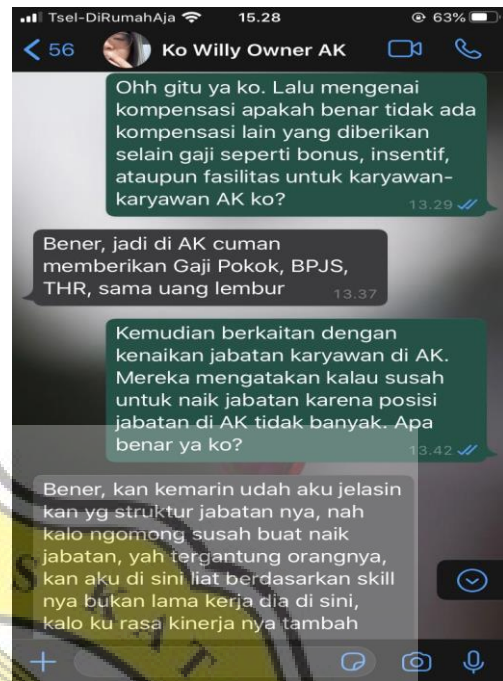 Tsel-DiRumahAja 15.28 63%
56 Ko Willy Owner AK
Ohh gitu ya ko. Lalu mengenai
kompensasi apakah benar tidak ada
kompensasi lain yang diberikan
selain gaji seperti bonus, insentif,
ataupun fasilitas untuk karyawan-
karyawan AK ko?
13.29
Bener, jadi di AK cuman
memberikan Gaji Pokok, BPJS,
THR, sama uang lembur
13.37
Kemudian berkaitan dengan
kenaikan jabatan karyawan di AK.
Mereka mengatakan kalau susah
untuk naik jabatan karena posisi
jabatan di AK tidak banyak. Apa
benar ya ko?
13.42
Bener, kan kemarin udah aku jelasin
kan yg struktur jabatan nya, nah
kalo ngomong susah buat naik
jabatan, yah tergantung orangnya,
kan aku di sini liat berdasarkan skill
nya bukan lama kerja dia di sini,
kalo ku rasa kinerja nya tambah
S K A T